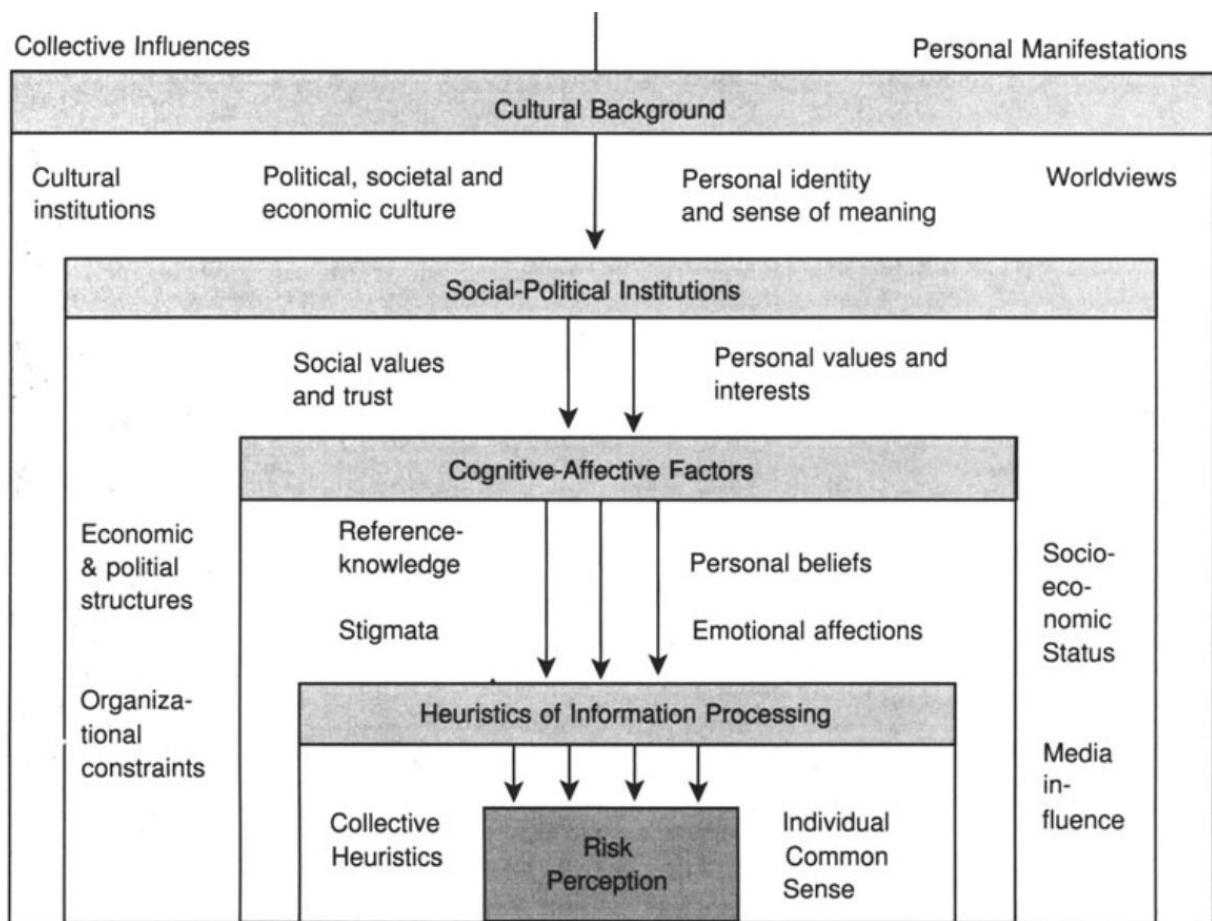 Collective Influences
Personal Manifestations
Cultural Background
Cultural
institutions
Political, societal and
economic culture
Personal identity
and sense of meaning
Worldviews
Social-Political Institutions
Social values
and trust
Personal values and
interests
Cognitive-Affective Factors
Economic
& politial
structures
Reference-
knowledge
Personal beliefs
Socio-
eco-
nomic
Status
Stigmata
Emotional affections
Organiza-
tional
constraints
Heuristics of Information Processing
Media
in-
fluence
Collective
Heuristics
Risk
Perception
Individual
Common
Sense